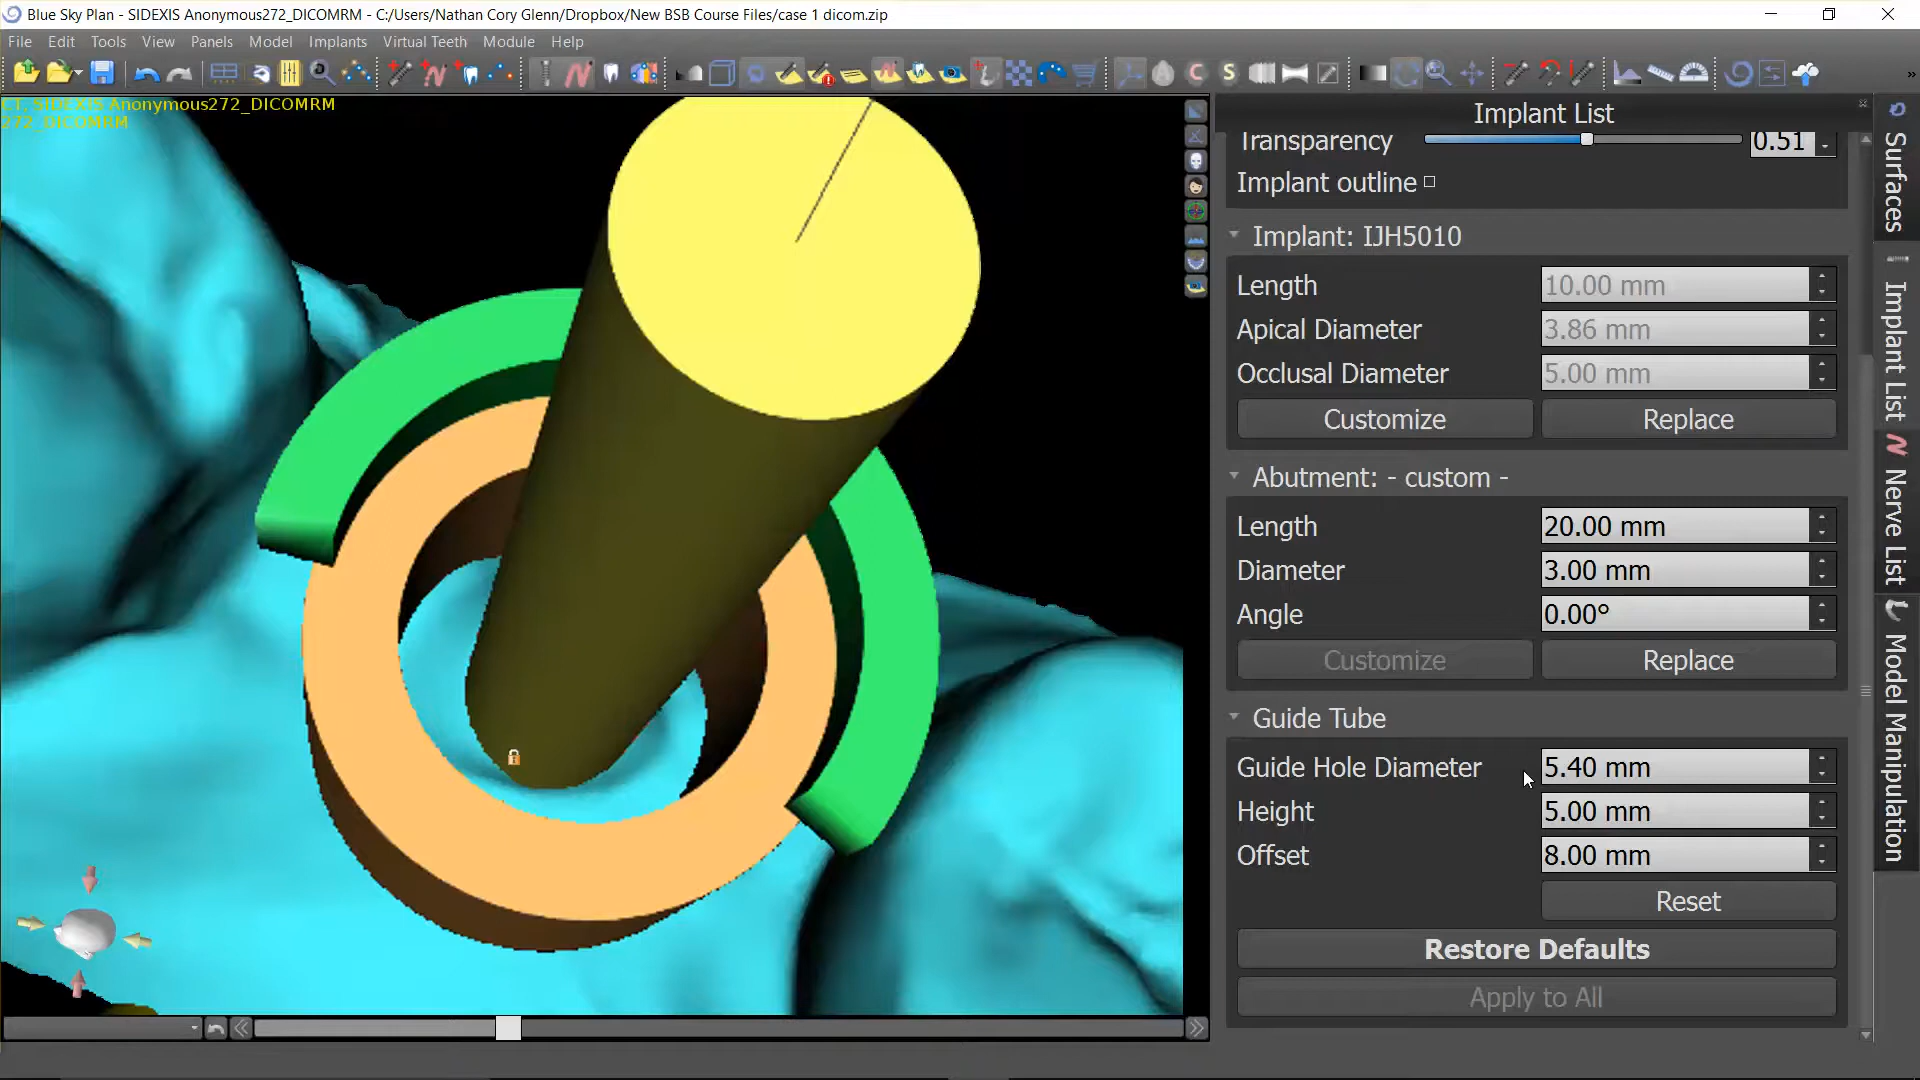 Blue Sky Plan - SIDEXIS Anonymous272_DICOMRM - C:/Users/Nathan Cory Glenn/Dropbox/New BSB Course Files/case 1 dicom.zip
File Edit Tools View Panels Model Implants Virtual Teeth Module Help
C S
CT, SIDEXIS Anonymous272_DICOMRM
272_DICOMRM
Implant List
Transparency 0.51
Implant outline
Implant: IJH5010
Length 10.00 mm
Apical Diameter 3.86 mm
Occlusal Diameter 5.00 mm
Customize Replace
Abutment: - custom -
Length 20.00 mm
Diameter 3.00 mm
Angle 0.00°
Customize Replace
Guide Tube
Guide Hole Diameter 5.40 mm
Height 5.00 mm
Offset 8.00 mm
Reset
Restore Defaults
Apply to All
Surfaces
Implant List
Nerve List
Model Manipulation